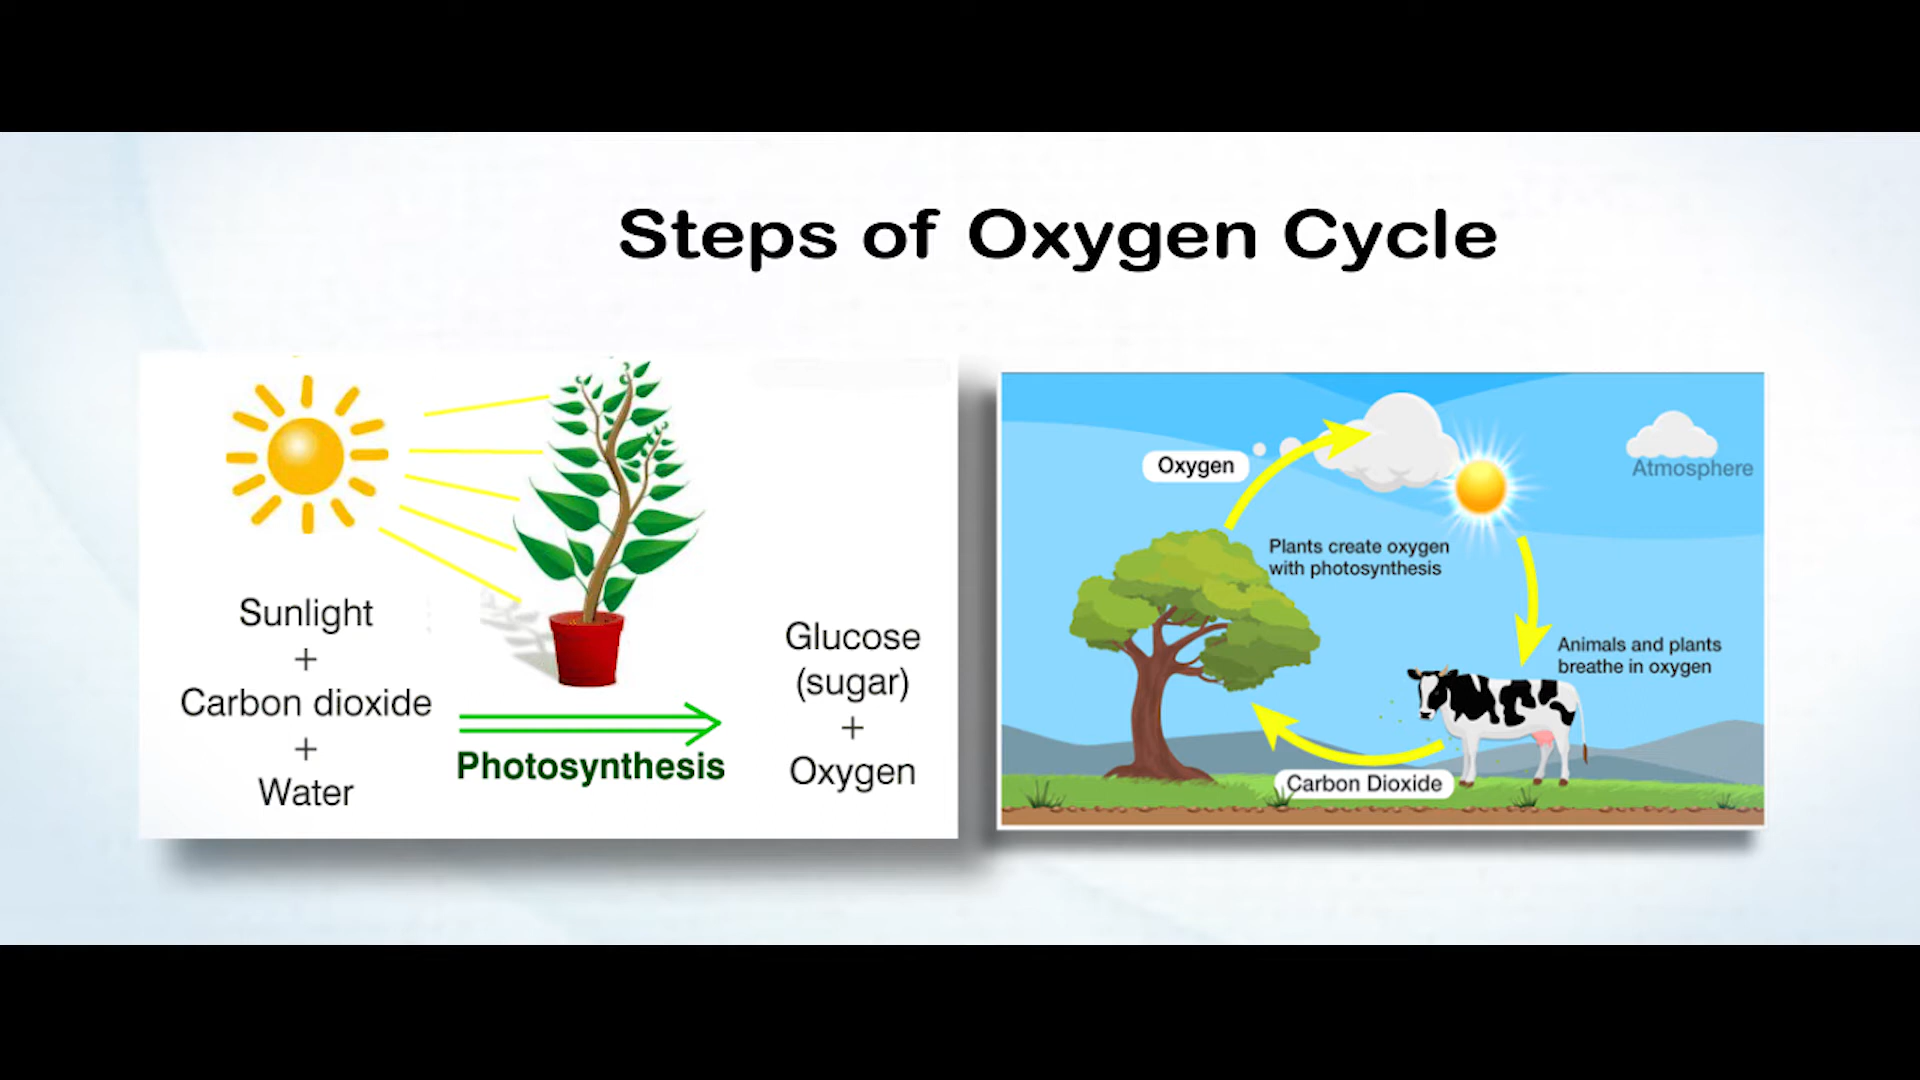 Steps of Oxygen Cycle
Sunlight
+
Carbon dioxide
+
Water
Photosynthesis
Glucose
(sugar)
+
Oxygen
Oxygen
Atmosphere
Plants create oxygen
with photosynthesis
Animals and plants
breathe in oxygen
Carbon Dioxide